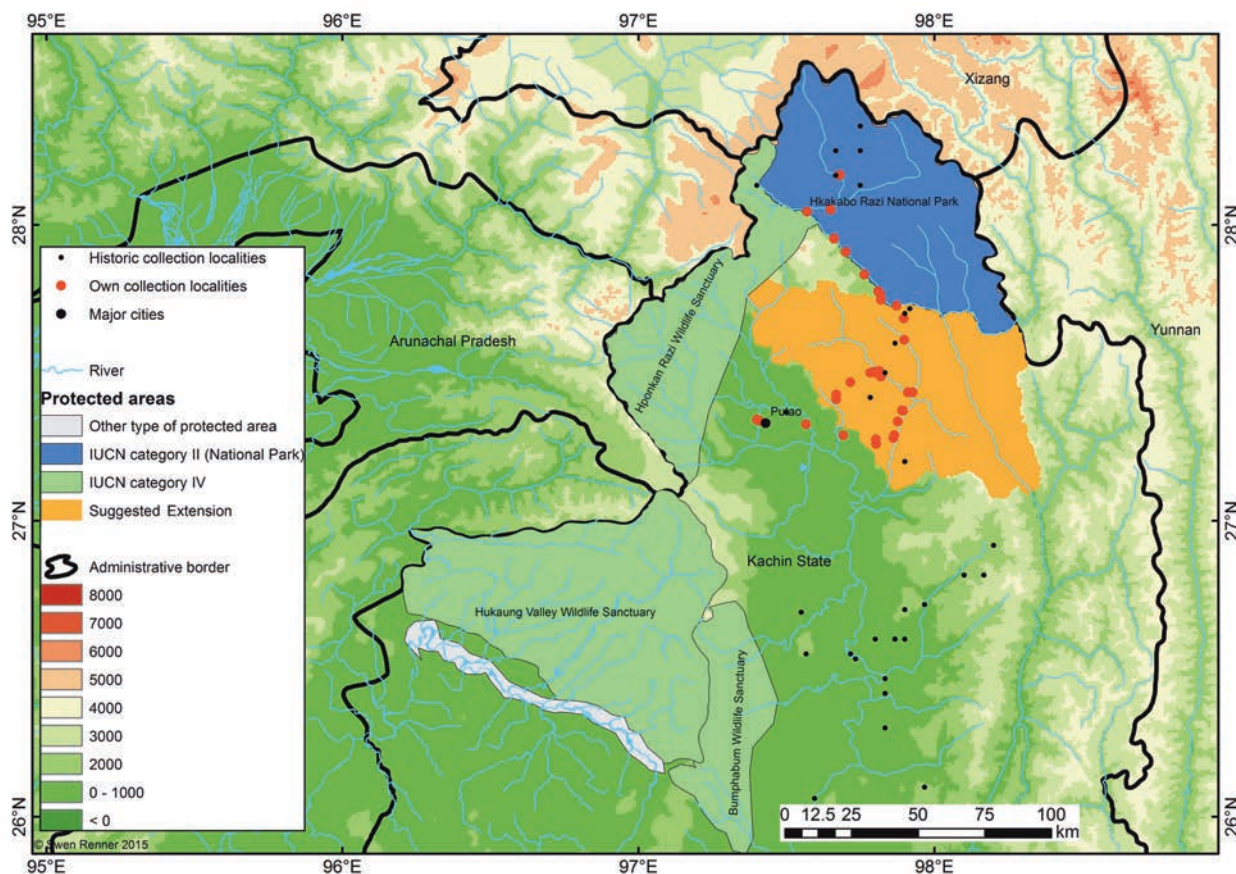 95°E 96°E 97°E 98°E
Xizang
Hkakabo Razi National Park
28°N 28°N
Historic collection localities
Own collection localities
Major cities
River
Protected areas
Other type of protected area
IUCN category II (National Park)
IUCN category IV
Suggested Extension
Administrative border
8000
7000
6000
5000
4000
3000
2000
0 - 1000
< 0
© Swen Renner 2015
Hponkan Razi Wildlife Sanctuary
Yunnan
Arunachal Pradesh
Putao
27°N 27°N
Kachin State
Hukaung Valley Wildlife Sanctuary
Bumphabum Wildlife Sanctuary
26°N 26°N
0 12.5 25 50 75 100
km
95°E 96°E 97°E 98°E